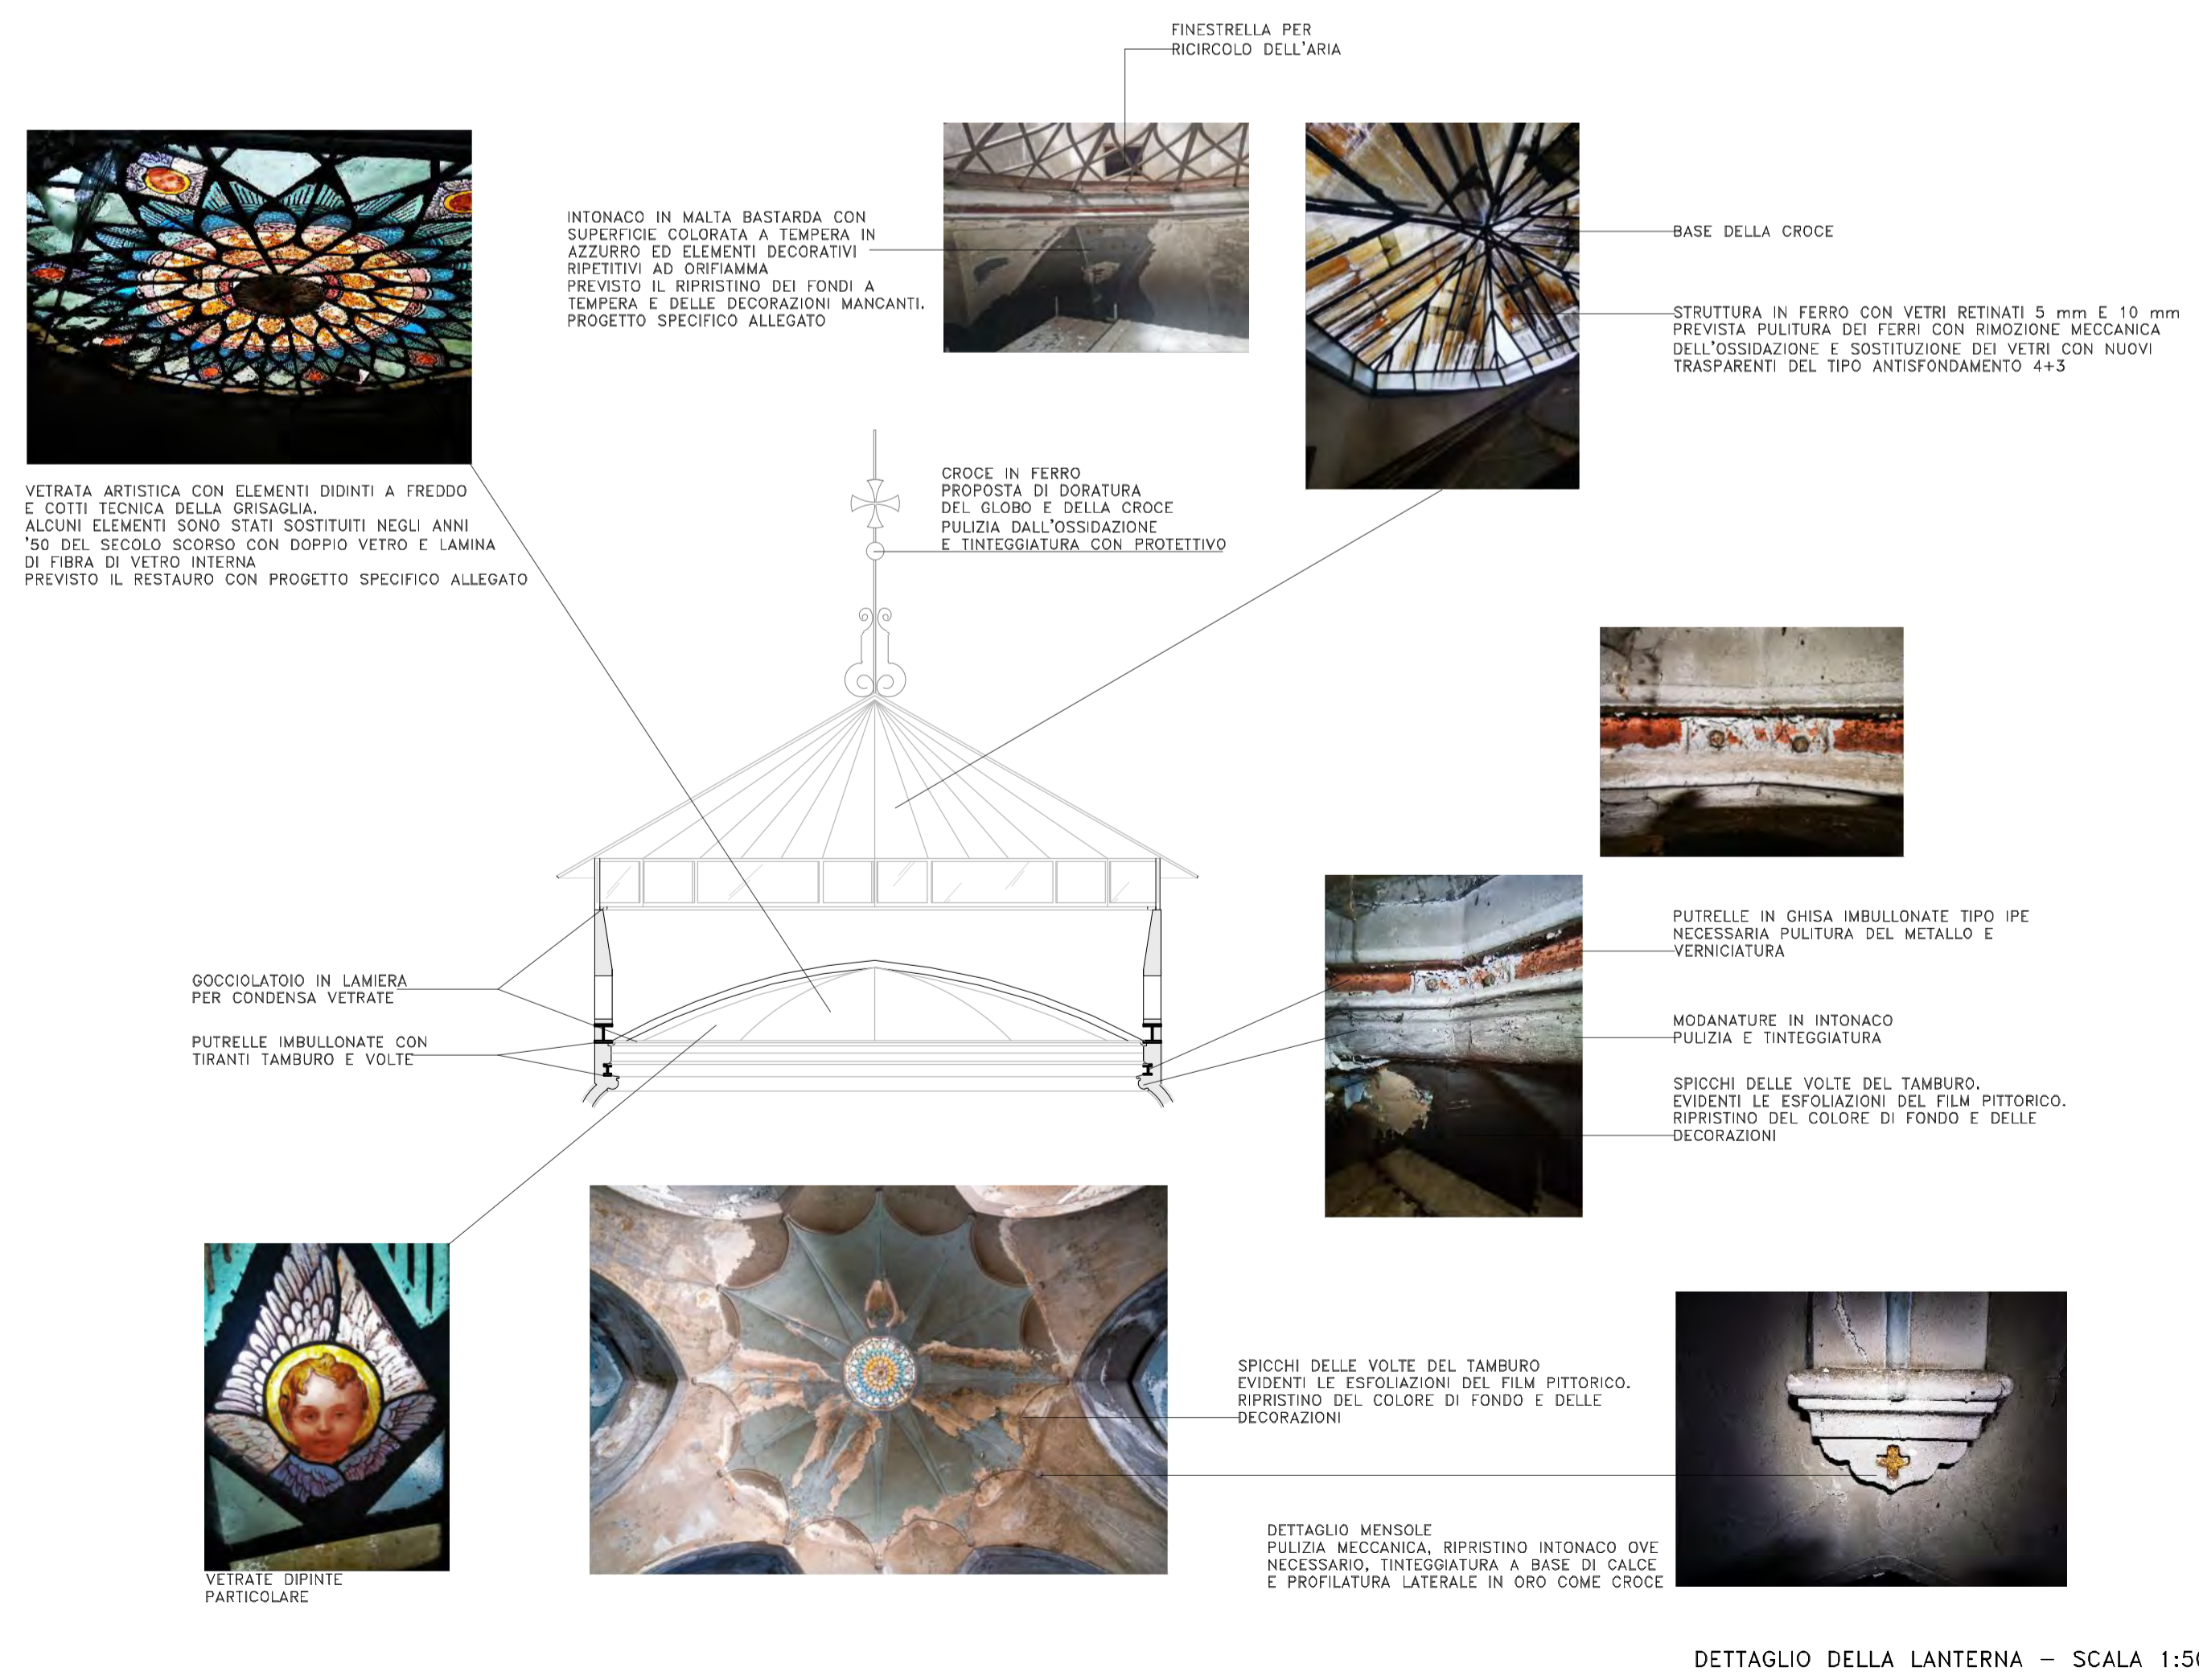 FINESTRELLA PER
RICIRCOLO DELL'ARIA
INTONACO IN MALTA BASTARDA CON
SUPERFICIE COLORATA A TEMPERA IN
AZZURRO ED ELEMENTI DECORATIVI
RIPETITIVI AD ORIFIAMMA
PREVISTO IL RIPRISTINO DEI FONDI A
TEMPERA E DELLE DECORAZIONI MANCANTI.
PROGETTO SPECIFICO ALLEGATO
BASE DELLA CROCE
STRUTTURA IN FERRO CON VETRI RETINATI 5 mm E 10 mm
PREVISTA PULITURA DEI FERRI CON RIMOZIONE MECCANICA
DELL'OSSIDAZIONE E SOSTITUZIONE DEI VETRI CON NUOVI
TRASPARENTI DEL TIPO ANTISFONDAMENTO 4+3
VETRATA ARTISTICA CON ELEMENTI DIDINTI A FREDDO
E COTTI TECNICA DELLA GRISAGLIA.
ALCUNI ELEMENTI SONO STATI SOSTITUITI NEGLI ANNI
'50 DEL SECOLO SCORSO CON DOPPIO VETRO E LAMINA
DI FIBRA DI VETRO INTERNA
PREVISTO IL RESTAURO CON PROGETTO SPECIFICO ALLEGATO
CROCE IN FERRO
PROPOSTA DI DORATURA
DEL GLOBO E DELLA CROCE
PULIZIA DALL'OSSIDAZIONE
E TINTEGGIATURA CON PROTETTIVO
GOCCIOLATOIO IN LAMIERA
PER CONDENSA VETRATE
PUTRELLE IMBULLONATE CON
TIRANTI TAMBURO E VOLTE
PUTRELLE IN GHISA IMBULLONATE TIPO IPE
NECESSARIA PULITURA DEL METALLO E
VERNICIATURA
MODANATURE IN INTONACO
PULIZIA E TINTEGGIATURA
SPICCHI DELLE VOLTE DEL TAMBURO.
EVIDENTI LE ESFOLIAZIONI DEL FILM PITTORICO.
RIPRISTINO DEL COLORE DI FONDO E DELLE
DECORAZIONI
SPICCHI DELLE VOLTE DEL TAMBURO
EVIDENTI LE ESFOLIAZIONI DEL FILM PITTORICO.
RIPRISTINO DEL COLORE DI FONDO E DELLE
DECORAZIONI
DETTAGLIO MENSOLE
PULIZIA MECCANICA, RIPRISTINO INTONACO OVE
NECESSARIO, TINTEGGIATURA A BASE DI CALCE
E PROFILATURA LATERALE IN ORO COME CROCE
VETRATE DIPINTE
PARTICOLARE
DETTAGLIO DELLA LANTERNA – SCALA